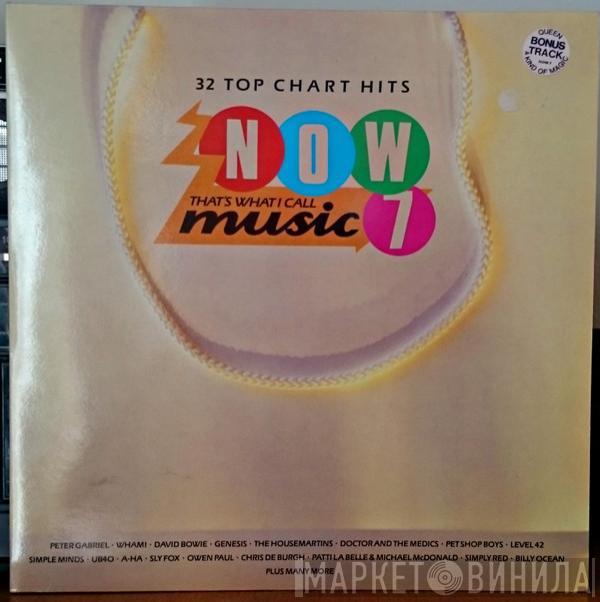 QUEEN
BONUS
TRACK
A KIND OF MAGIC
32 TOP CHART HITS
NOW
THAT'S WHAT I CALL
music 7
PETER GABRIEL · WHAM! · DAVID BOWIE · GENESIS · THE HOUSEMARTINS · DOCTOR AND THE MEDICS · PET SHOP BOYS · LEVEL 42
SIMPLE MINDS · UB40 · A-HA · SLY FOX · OWEN PAUL · CHRIS DE BURGH · PATTI LA BELLE & MICHAEL McDONALD · SIMPLY RED · BILLY OCEAN
PLUS MANY MORE
МАРКЕТ ВИНИЛА